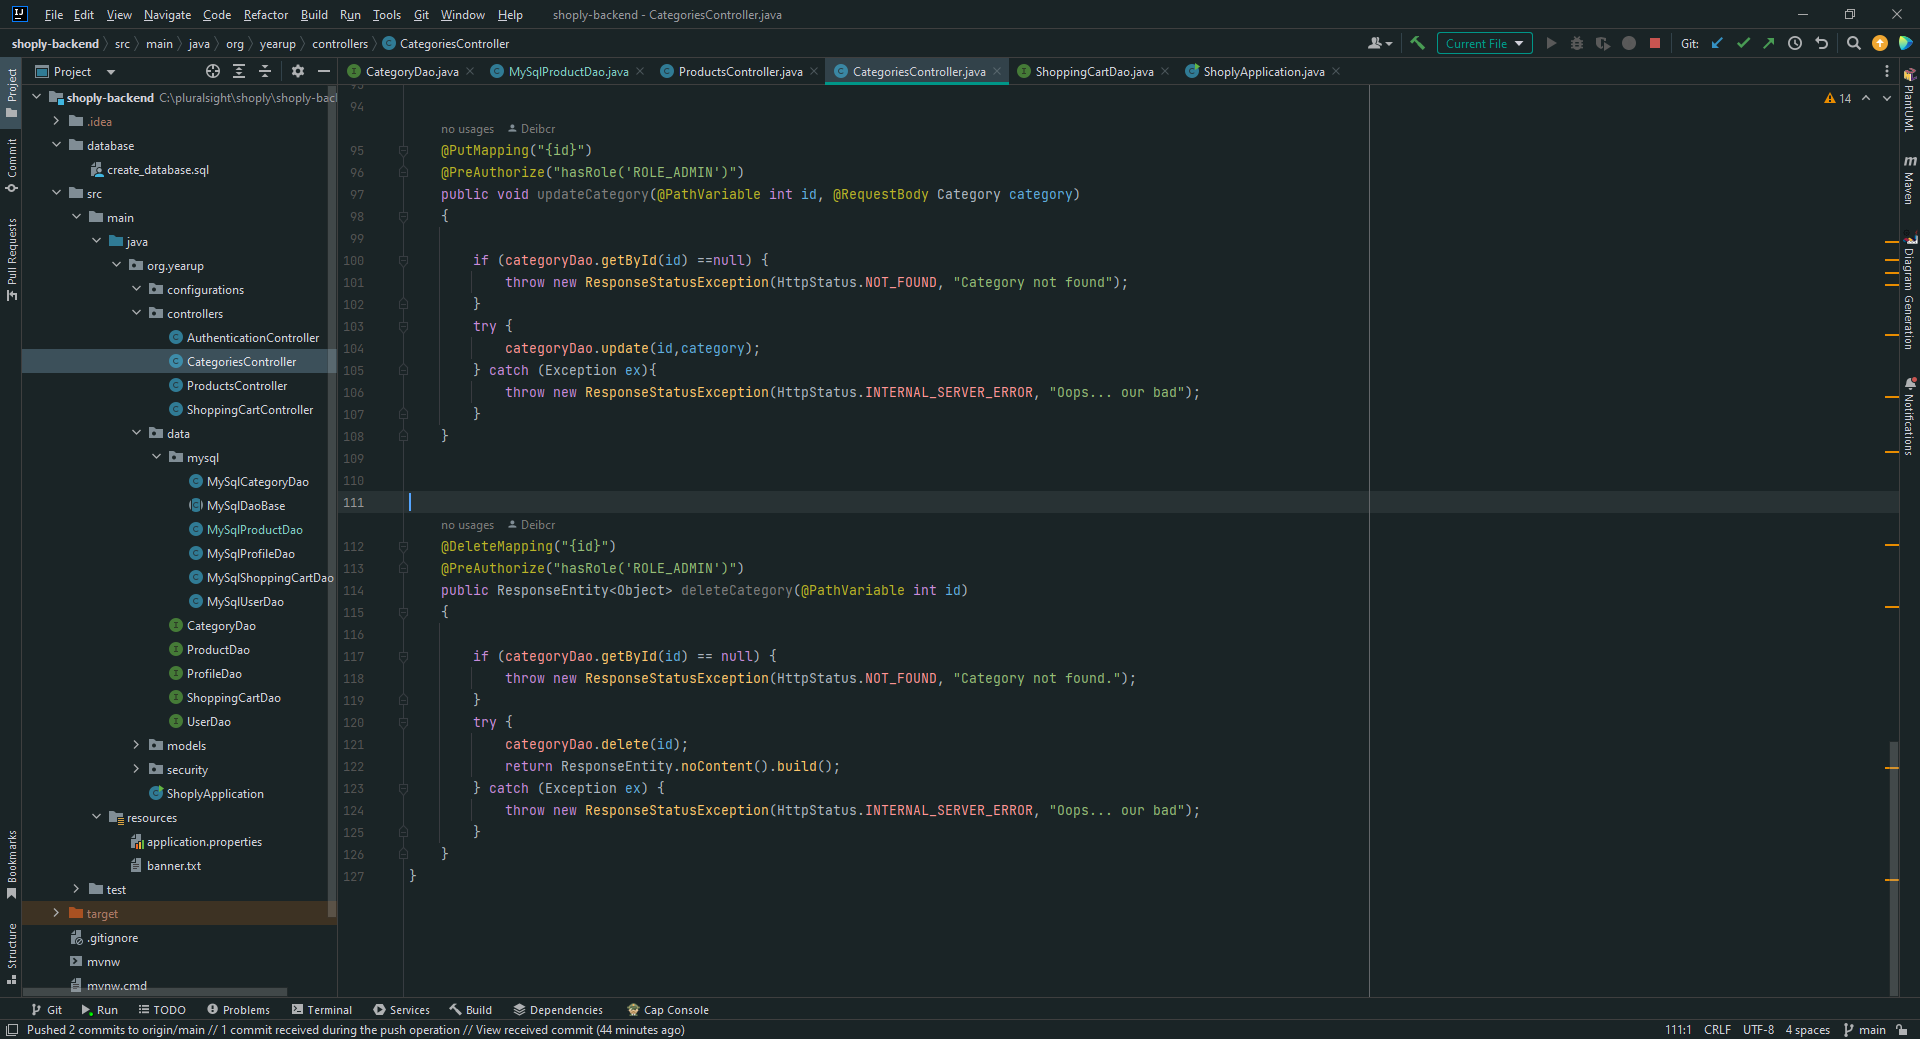 File Edit View Navigate Code Refactor Build Run Tools Git Window Help shoply-backend - CategoriesController.java
shoply-backend src main java org yearup controllers CategoriesController Current File Git:
Project CategoryDao.java MySqlProductDao.java ProductsController.java CategoriesController.java ShoppingCartDao.java ShoplyApplication.java
Project
Commit
Pull Requests
Bookmarks
Structure
shoply-backend C:\pluralsight\shoply\shoply-bac
.idea
database
create_database.sql
src
main
java
org.yearup
configurations
controllers
AuthenticationController
CategoriesController
ProductsController
ShoppingCartController
data
mysql
MySqlCategoryDao
MySqlDaoBase
MySqlProductDao
MySqlProfileDao
MySqlShoppingCartDao
MySqlUserDao
CategoryDao
ProductDao
ProfileDao
ShoppingCartDao
UserDao
models
security
ShoplyApplication
resources
application.properties
banner.txt
test
target
.gitignore
mvnw
mvnw.cmd
14
93
94
no usages Deibcr
95 @PutMapping("{id}")
96 @PreAuthorize("hasRole('ROLE_ADMIN')")
97 public void updateCategory(@PathVariable int id, @RequestBody Category category)
98 {
99
100 if (categoryDao.getById(id) ==null) {
101 throw new ResponseStatusException(HttpStatus.NOT_FOUND, "Category not found");
102 }
103 try {
104 categoryDao.update(id,category);
105 } catch (Exception ex){
106 throw new ResponseStatusException(HttpStatus.INTERNAL_SERVER_ERROR, "Oops... our bad");
107 }
108 }
109
110
111
no usages Deibcr
112 @DeleteMapping("{id}")
113 @PreAuthorize("hasRole('ROLE_ADMIN')")
114 public ResponseEntity<Object> deleteCategory(@PathVariable int id)
115 {
116
117 if (categoryDao.getById(id) == null) {
118 throw new ResponseStatusException(HttpStatus.NOT_FOUND, "Category not found.");
119 }
120 try {
121 categoryDao.delete(id);
122 return ResponseEntity.noContent().build();
123 } catch (Exception ex) {
124 throw new ResponseStatusException(HttpStatus.INTERNAL_SERVER_ERROR, "Oops... our bad");
125 }
126 }
127 }
PlantUML
Maven
Diagram Generation
Notifications
Git Run TODO Problems Terminal Services Build Dependencies Cap Console
Pushed 2 commits to origin/main // 1 commit received during the push operation // View received commit (44 minutes ago) 111:1 CRLF UTF-8 4 spaces main